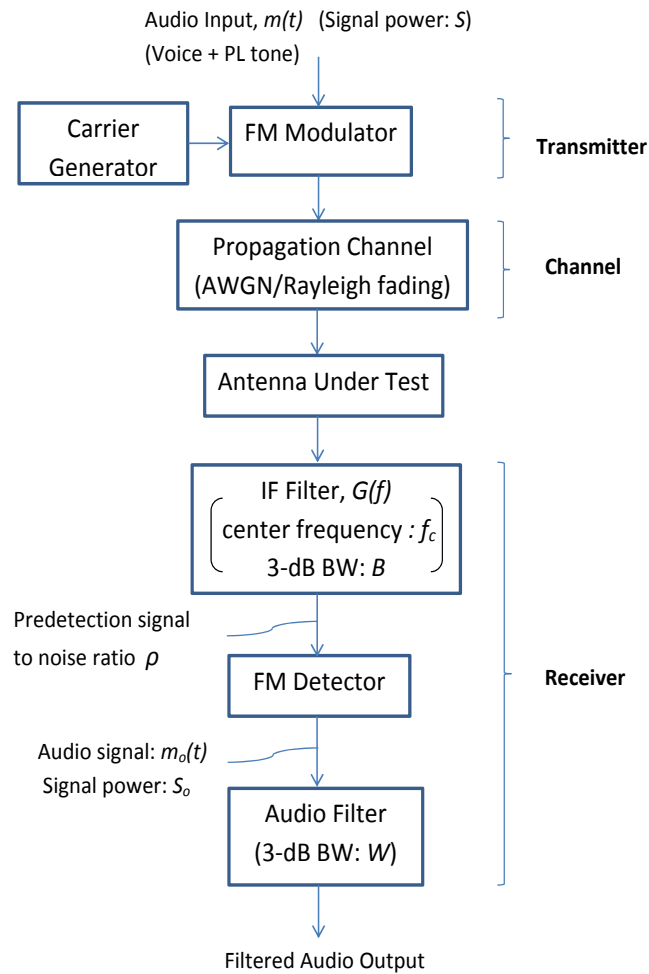 Audio Input, m(t) (Signal power: S)
(Voice + PL tone)
Carrier
Generator
FM Modulator
Transmitter
Propagation Channel
(AWGN/Rayleigh fading)
Channel
Antenna Under Test
IF Filter, G(f)
center frequency : fc
3-dB BW: B
Predetection signal
to noise ratio ρ
FM Detector
Receiver
Audio signal: mo(t)
Signal power: So
Audio Filter
(3-dB BW: W)
Filtered Audio Output